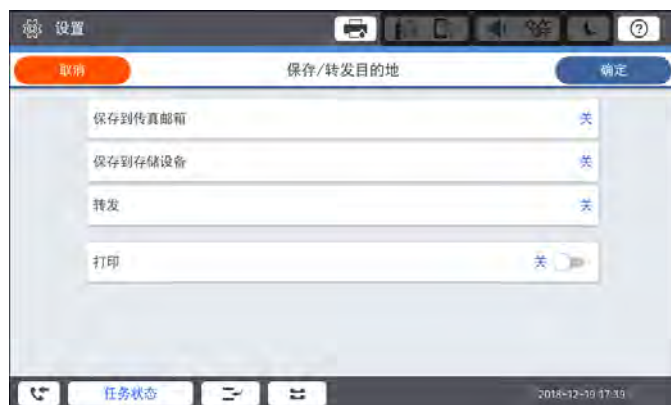 设置
取消 保存/转发目的地 确定
保存到传真邮箱 关
保存到存储设备 关
转发 关
打印 关
任务状态 2018-12-19 17:39